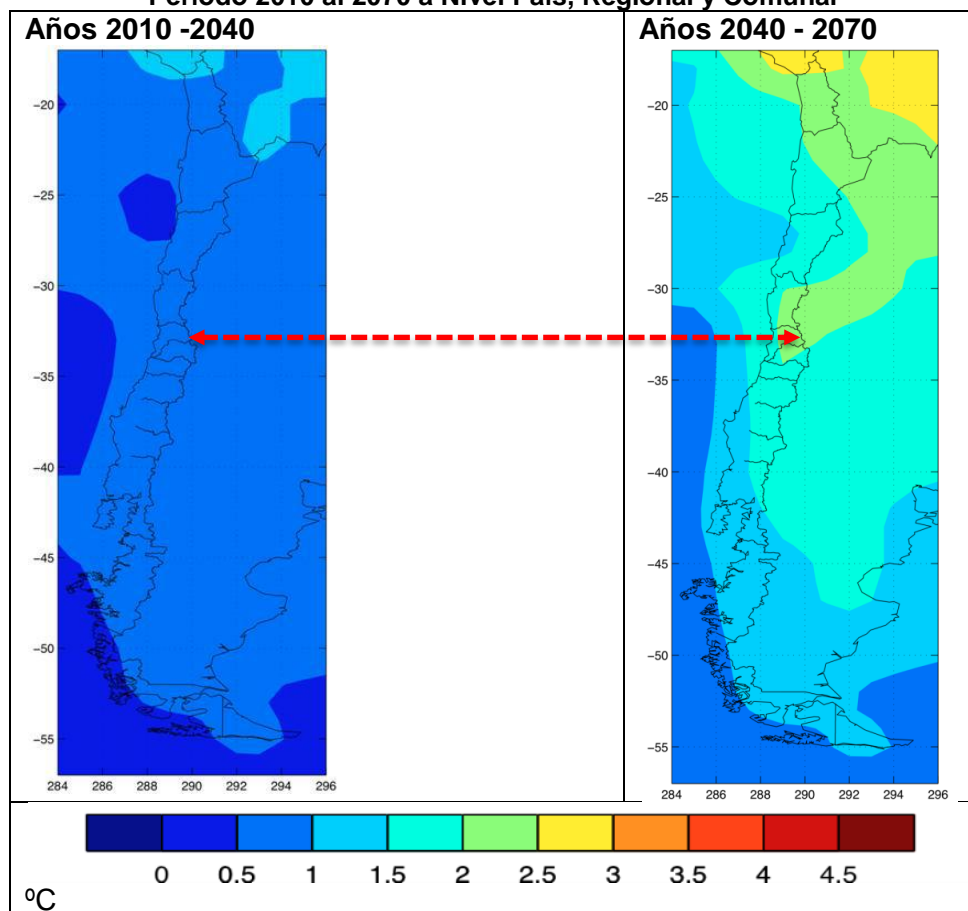 Periodo 2010 al 2070 a Nivel País, Regional y Comunal
Años 2010 -2040
−20
−25
−30
−35
−40
−45
−50
−55
284 286 288 290 292 294 296
Años 2040 - 2070
−20
−25
−30
−35
−40
−45
−50
−55
284 286 288 290 292 294 296
0 0.5 1 1.5 2 2.5 3 3.5 4 4.5
ºC